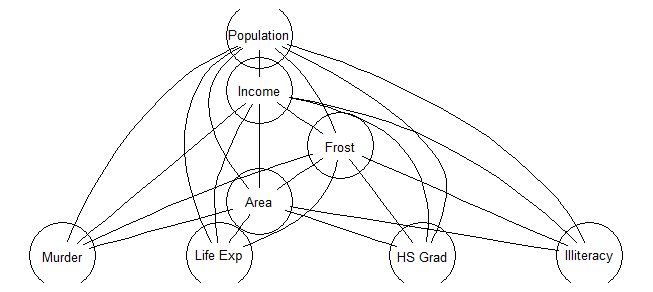 Population
Income
Frost
Area
Murder
Life Exp
HS Grad
Illiteracy